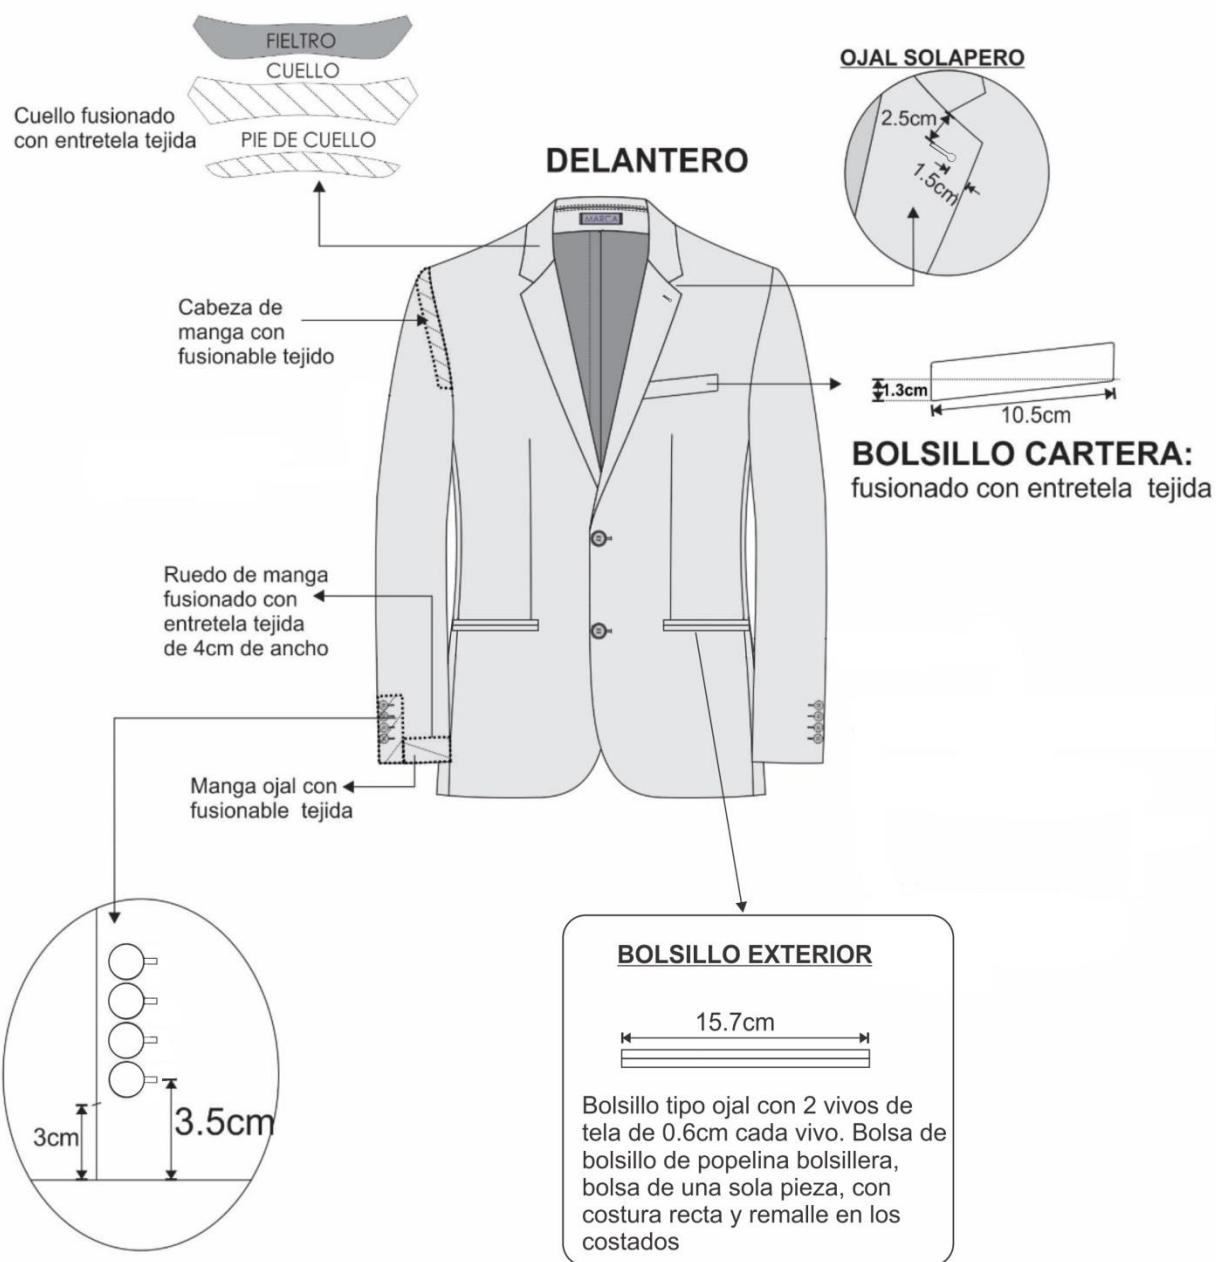 FIELTRO
CUELLO
Cuello fusionado
con entretela tejida
PIE DE CUELLO
DELANTERO
OJAL SOLAPERO
2.5cm
1.5cm
MARCA
Cabeza de
manga con
fusionable tejido
1.3cm
10.5cm
BOLSILLO CARTERA:
fusionado con entretela tejida
Ruedo de manga
fusionado con
entretela tejida
de 4cm de ancho
Manga ojal con
fusionable tejida
3cm
3.5cm
BOLSILLO EXTERIOR
15.7cm
Bolsillo tipo ojal con 2 vivos de
tela de 0.6cm cada vivo. Bolsa de
bolsillo de popelina bolsillera,
bolsa de una sola pieza, con
costura recta y remalle en los
costados